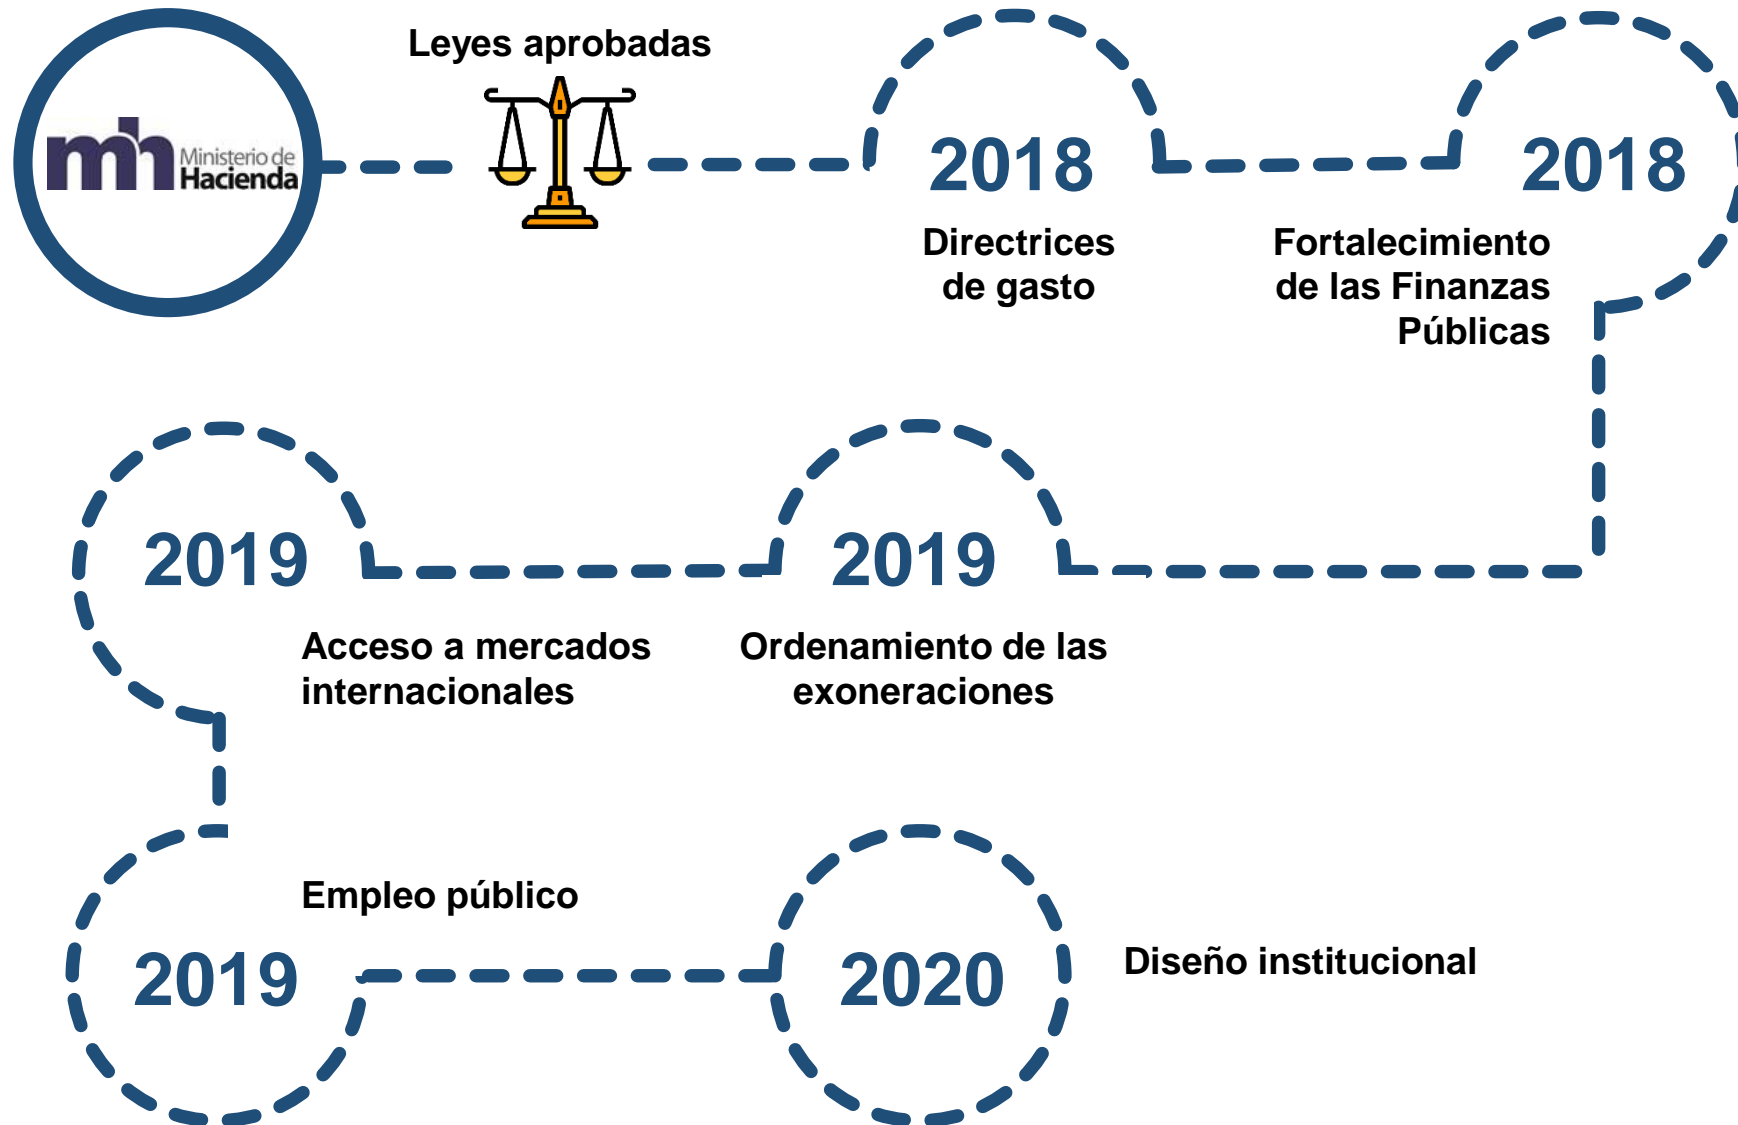 mh
Ministerio de
Hacienda
Leyes aprobadas
2018
Directrices
de gasto
2018
Fortalecimiento
de las Finanzas
Públicas
2019
Ordenamiento de las
exoneraciones
2019
Acceso a mercados
internacionales
2019
Empleo público
2020
Diseño institucional